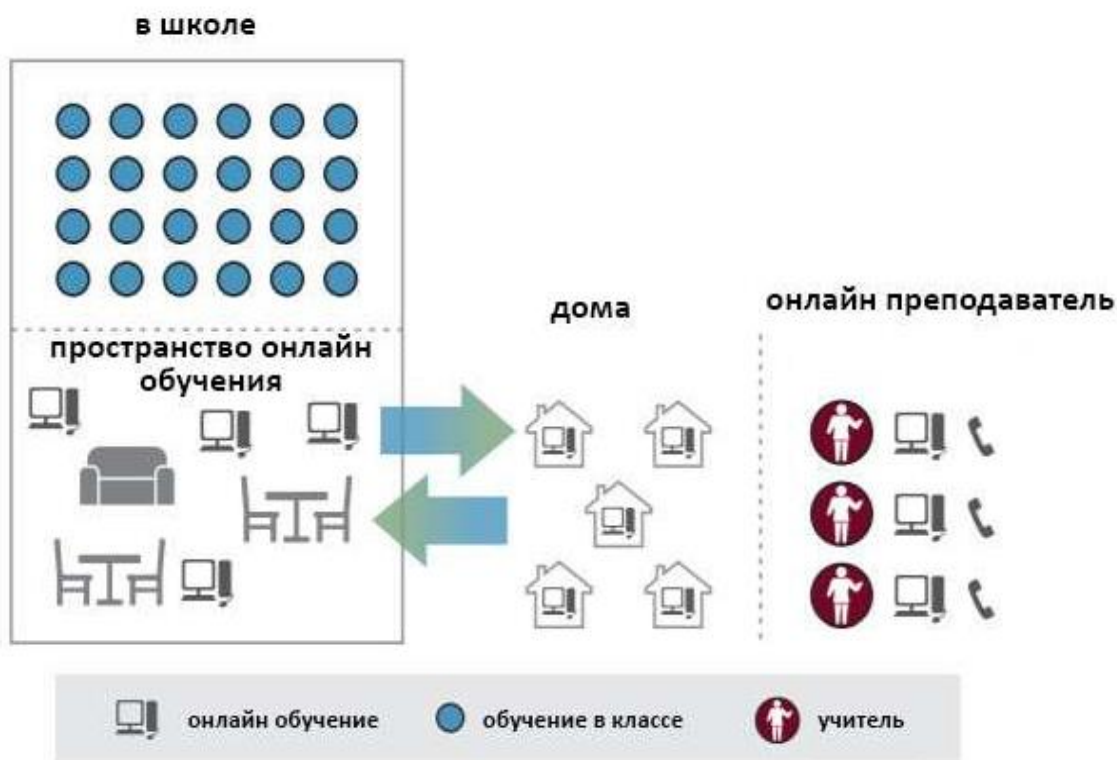 в школе
пространство онлайн
обучения
дома
онлайн преподаватель
онлайн обучение
обучение в классе
учитель